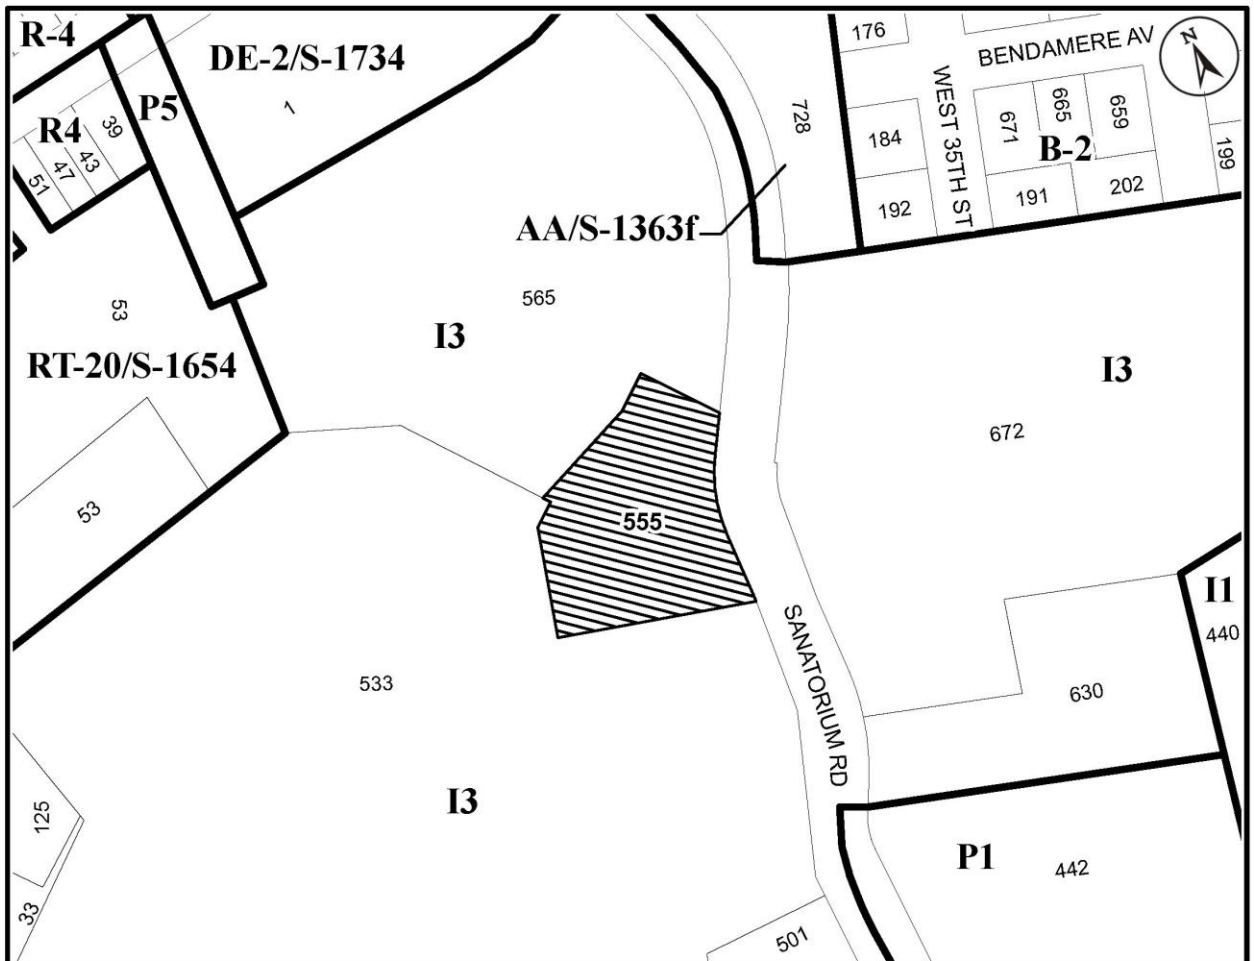 R-4
DE-2/S-1734
176
BENDAMERE AV
N
P5
1
728
WEST 35TH ST
671
665
659
R4
39
43
47
51
184
B-2
199
192
191
202
AA/S-1363f
53
565
I3
RT-20/S-1654
I3
672
53
555
I1
440
SANATORIUM RD
533
630
I3
125
P1
442
33
501